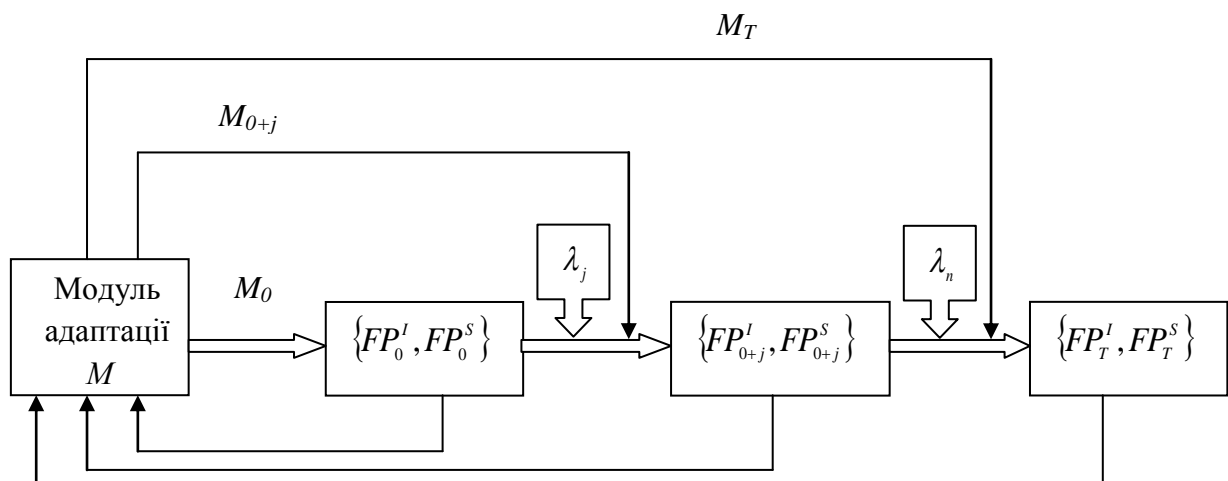 M_T
M_{0+j}
λ_j
λ_n
Модуль
адаптації
M
M_0
{FP_0^I, FP_0^S}
{FP_{0+j}^I, FP_{0+j}^S}
{FP_T^I, FP_T^S}